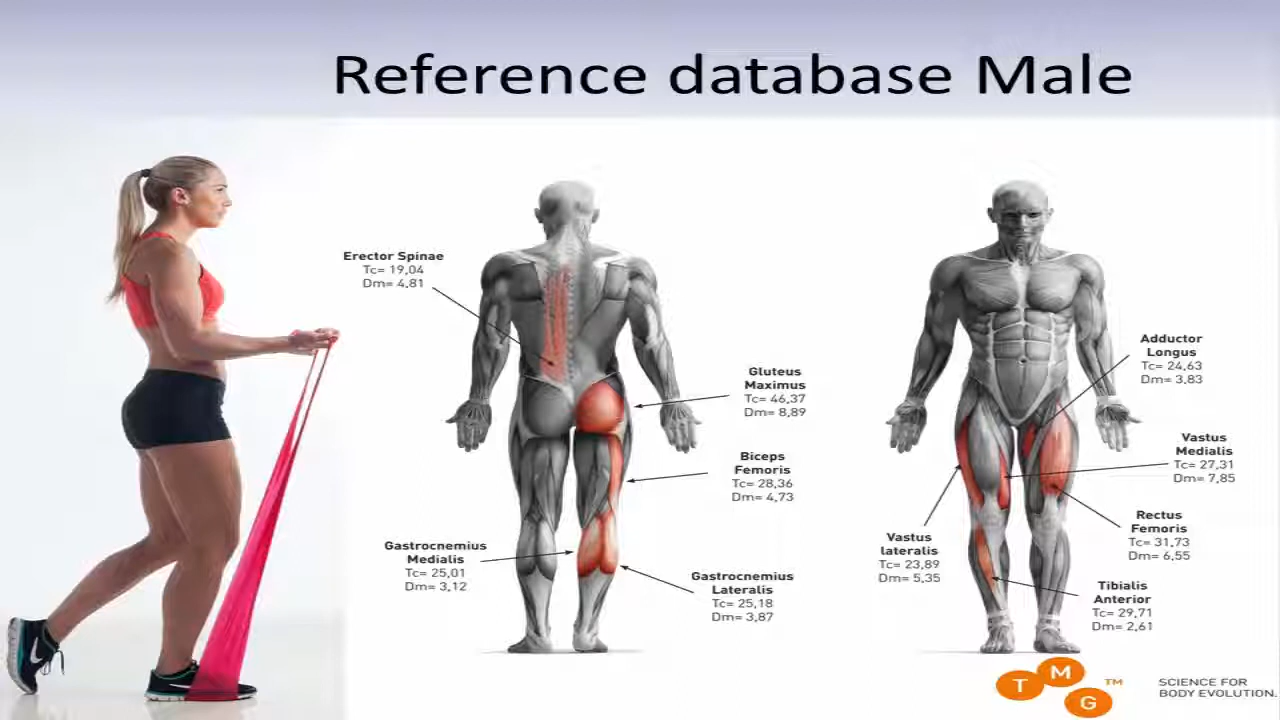 Reference database Male
Erector Spinae
Tc= 19,04
Dm= 4,81
Gluteus
Maximus
Tc= 46,37
Dm= 8,89
Biceps
Femoris
Tc= 28,36
Dm= 4,73
Gastrocnemius
Medialis
Tc= 25,01
Dm= 3,12
Gastrocnemius
Lateralis
Tc= 25,18
Dm= 3,87
Adductor
Longus
Tc= 24,63
Dm= 3,83
Vastus
Medialis
Tc= 27,31
Dm= 7,85
Rectus
Femoris
Tc= 31,73
Dm= 6,55
Vastus
lateralis
Tc= 23,89
Dm= 5,35
Tibialis
Anterior
Tc= 29,71
Dm= 2,61
TMG™
SCIENCE FOR
BODY EVOLUTION.